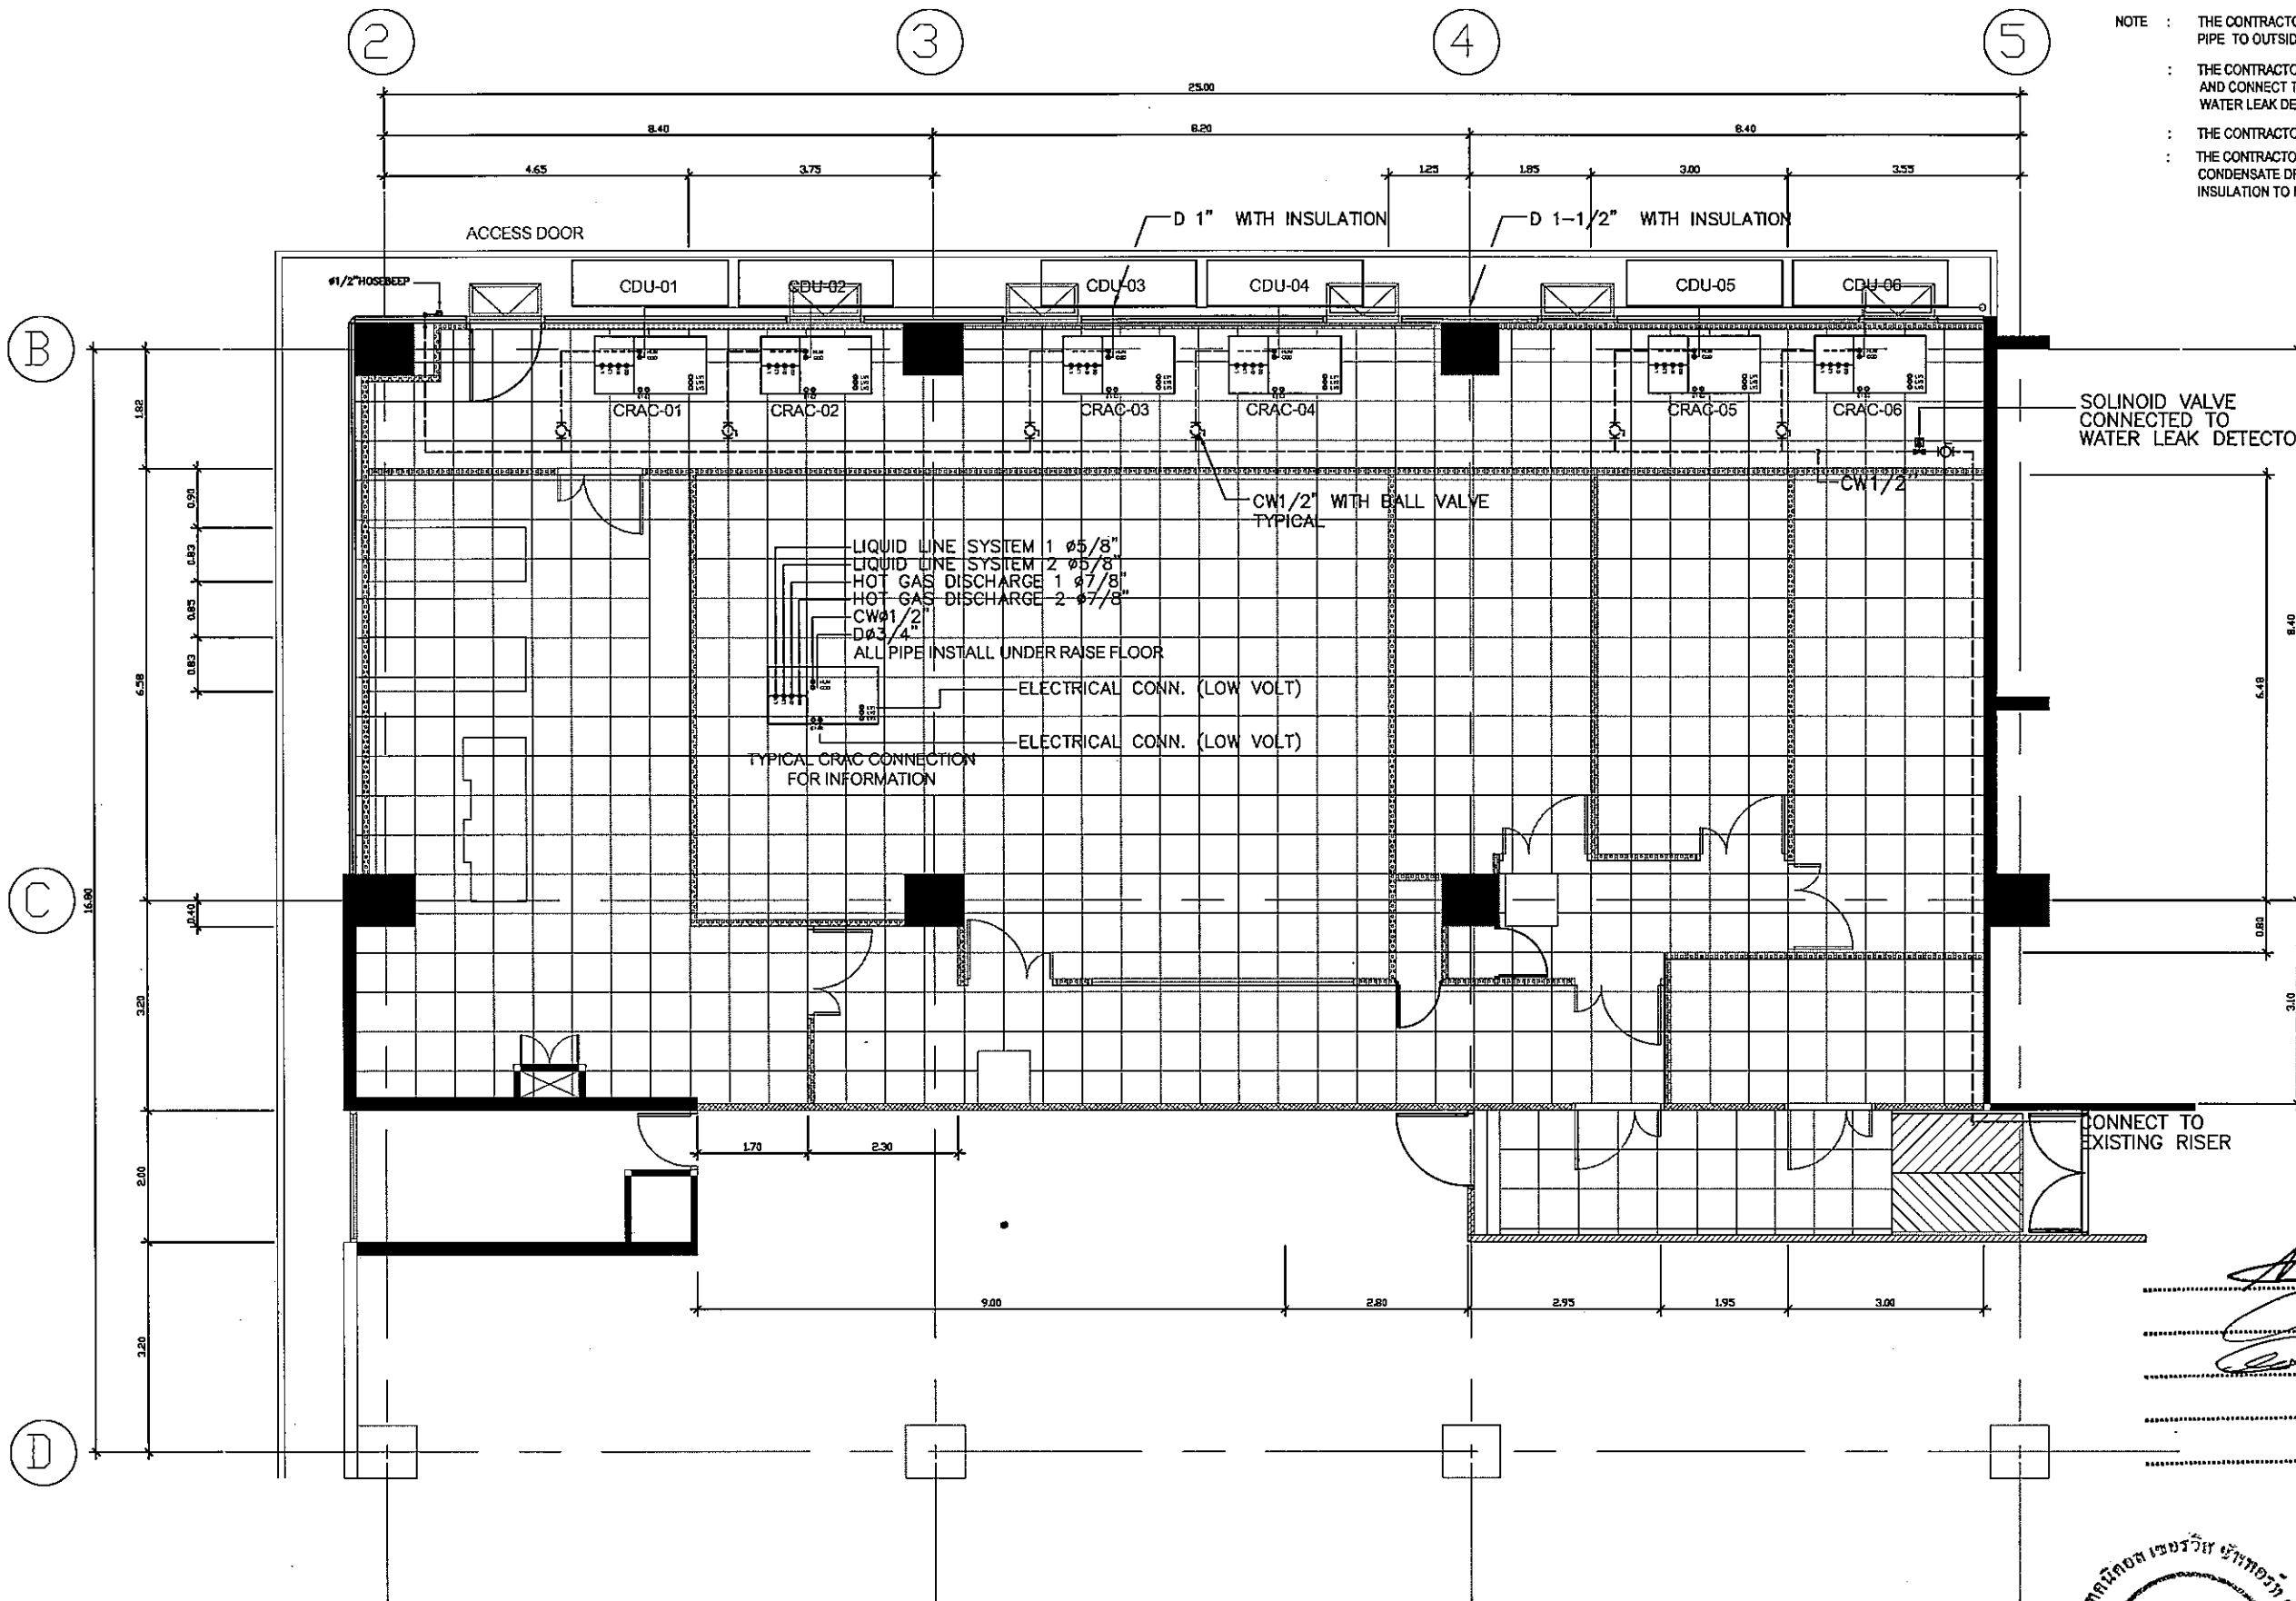 2
3
4
5
NOTE : THE CONTRACTO
PIPE TO OUTSID
: THE CONTRACTO
AND CONNECT T
WATER LEAK DE
: THE CONTRACTO
: THE CONTRACTO
CONDENSATE DR
INSULATION TO
25.00
8.40
8.20
8.40
4.65
3.75
1.25
1.85
3.00
3.55
D 1" WITH INSULATION
D 1-1/2" WITH INSULATION
ACCESS DOOR
ø1/2"HOSEBEEP
CDU-01
CDU-02
CDU-03
CDU-04
CDU-05
CDU-06
B
CRAC-01
CRAC-02
CRAC-03
CRAC-04
CRAC-05
CRAC-06
SOLINOID VALVE
CONNECTED TO
WATER LEAK DETECTO
1.82
0.90
0.83
0.85
0.83
6.58
16.80
0.40
3.20
2.00
3.20
CW1/2"
CW1/2" WITH BALL VALVE
TYPICAL
LIQUID LINE SYSTEM 1 ø5/8"
LIQUID LINE SYSTEM 2 ø5/8"
HOT GAS DISCHARGE 1 ø7/8"
HOT GAS DISCHARGE 2 ø7/8"
CWø1/2"
Dø3/4"
ALL PIPE INSTALL UNDER RAISE FLOOR
ELECTRICAL CONN. (LOW VOLT)
ELECTRICAL CONN. (LOW VOLT)
TYPICAL CRAC CONNECTION
FOR INFORMATION
8.40
6.48
0.80
3.10
C
CONNECT TO
EXISTING RISER
1.70
2.30
9.00
2.80
2.95
1.95
3.00
D